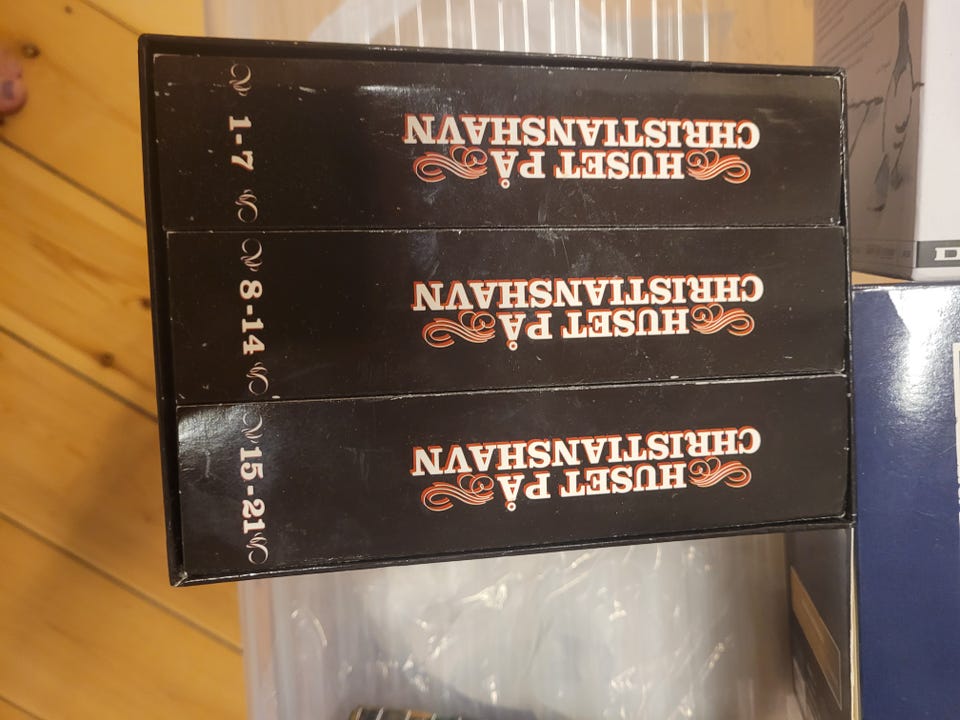 HUSET PÅ
CHRISTIANSHAVN
1-7
HUSET PÅ
CHRISTIANSHAVN
8-14
HUSET PÅ
CHRISTIANSHAVN
15-21